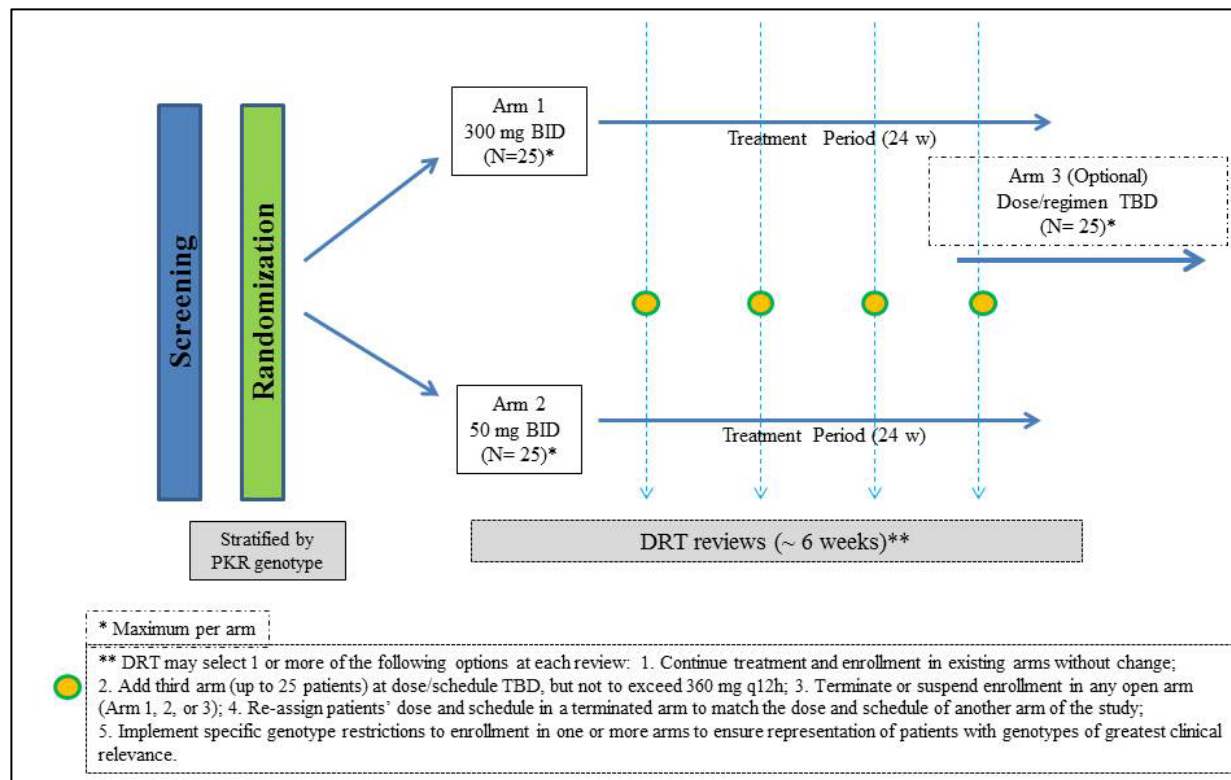 Screening
Randomization
Arm 1
300 mg BID
(N=25)*
Treatment Period (24 w)
Arm 3 (Optional)
Dose/regimen TBD
(N= 25)*
Arm 2
50 mg BID
(N= 25)*
Treatment Period (24 w)
Stratified by
PKR genotype
DRT reviews (~ 6 weeks)**
* Maximum per arm
** DRT may select 1 or more of the following options at each review: 1. Continue treatment and enrollment in existing arms without change;
2. Add third arm (up to 25 patients) at dose/schedule TBD, but not to exceed 360 mg q12h; 3. Terminate or suspend enrollment in any open arm
(Arm 1, 2, or 3); 4. Re-assign patients’ dose and schedule in a terminated arm to match the dose and schedule of another arm of the study;
5. Implement specific genotype restrictions to enrollment in one or more arms to ensure representation of patients with genotypes of greatest clinical
relevance.